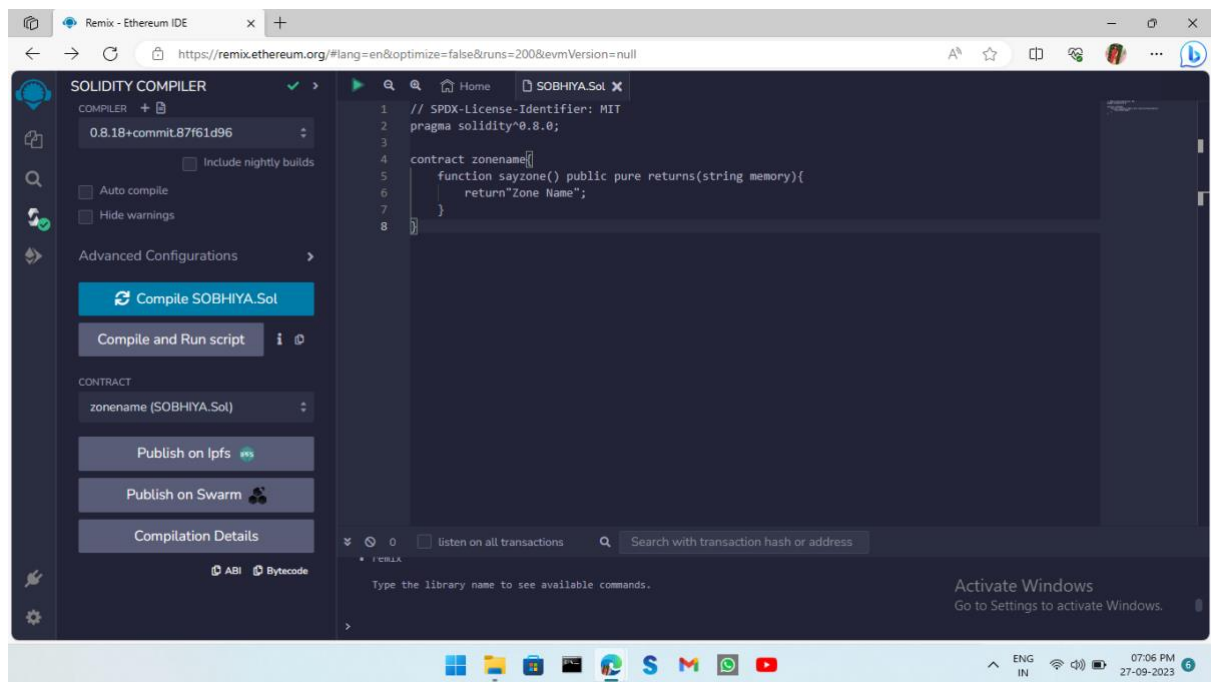 Remix - Ethereum IDE
https://remix.ethereum.org/#lang=en&optimize=false&runs=200&evmVersion=null
SOLIDITY COMPILER
COMPILER
0.8.18+commit.87f61d96
Include nightly builds
Auto compile
Hide warnings
Advanced Configurations
Compile SOBHIYA.Sol
Compile and Run script
i
CONTRACT
zonename (SOBHIYA.Sol)
Publish on Ipfs
Publish on Swarm
Compilation Details
ABI Bytecode
Home SOBHIYA.Sol
1 // SPDX-License-Identifier: MIT
2 pragma solidity^0.8.0;
3
4 contract zonename{
5 function sayzone() public pure returns(string memory){
6 return"Zone Name";
7 }
8 }
0 listen on all transactions Search with transaction hash or address
remix
Type the library name to see available commands.
>
Activate Windows
Go to Settings to activate Windows.
ENG
IN
07:06 PM
27-09-2023
6